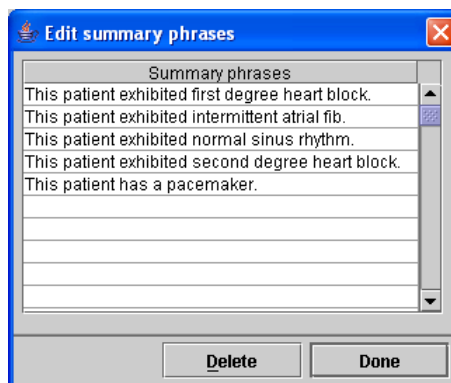 Edit summary phrases
Summary phrases
This patient exhibited first degree heart block.
This patient exhibited intermittent atrial fib.
This patient exhibited normal sinus rhythm.
This patient exhibited second degree heart block.
This patient has a pacemaker.
Delete Done